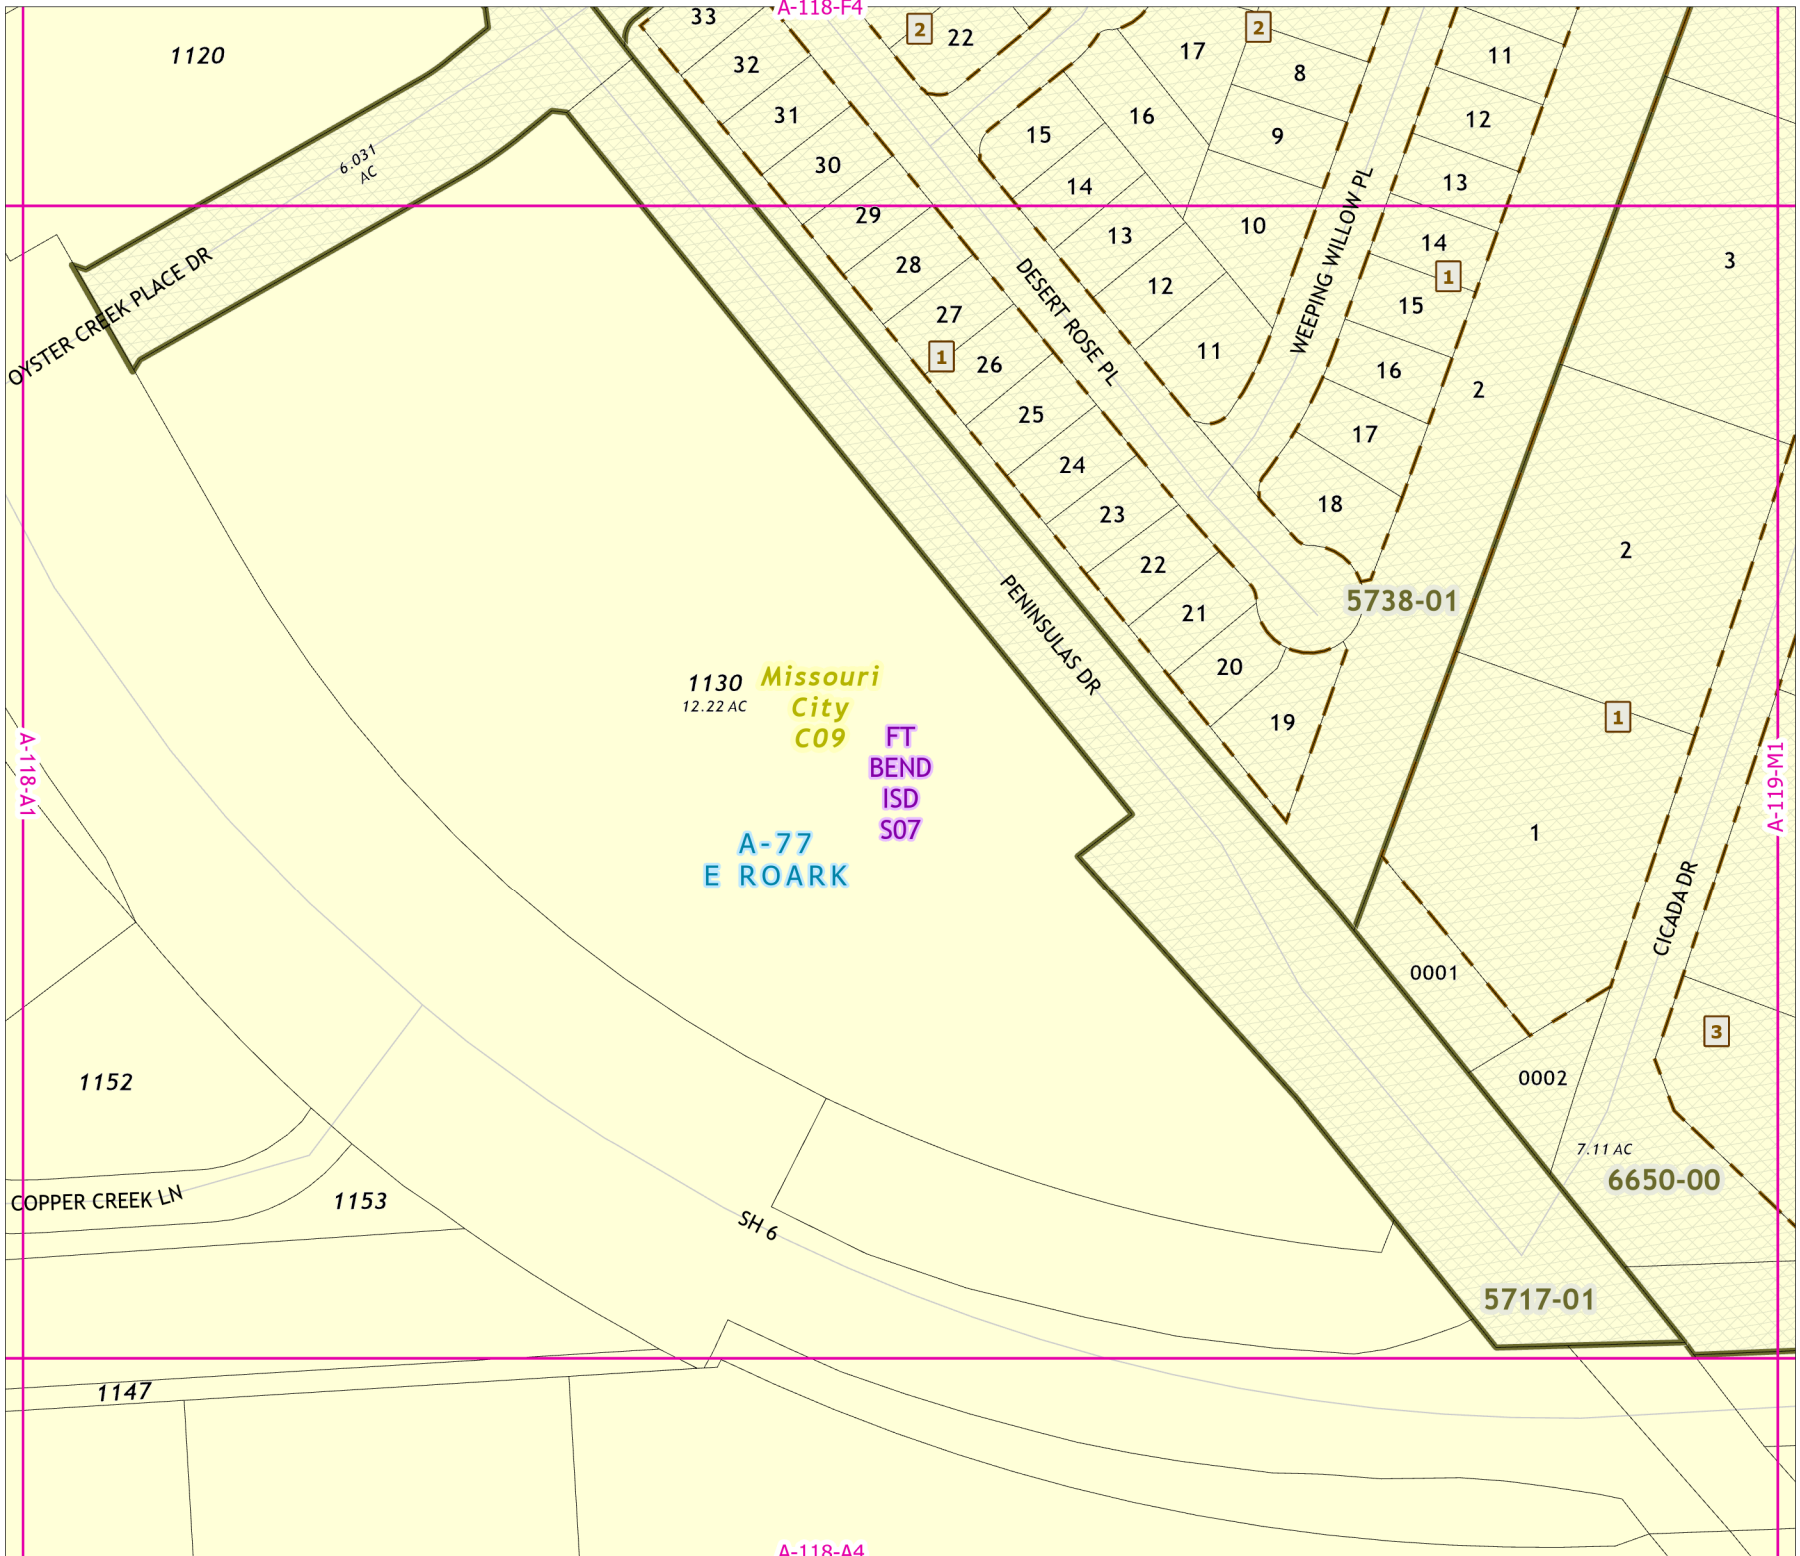 A-118-F4
33
2
22
2
17
11
1120
32
8
31
16
12
15
9
6.031
AC
30
14
13
29
10
13
14
3
28
12
1
27
15
OYSTER CREEK PLACE DR
DESERT ROSE PL
WEEPING WILLOW PL
1
26
11
16
2
25
17
24
18
23
2
22
5738-01
21
PENINSULAS DR
20
1130
12.22 AC
Missouri
City
C09
19
1
FT
BEND
ISD
S07
A-118-A1
A-119-M1
A-77
E ROARK
1
CICADA DR
0001
3
1152
0002
7.11 AC
6650-00
COPPER CREEK LN
1153
SH 6
5717-01
1147
A-118-A4